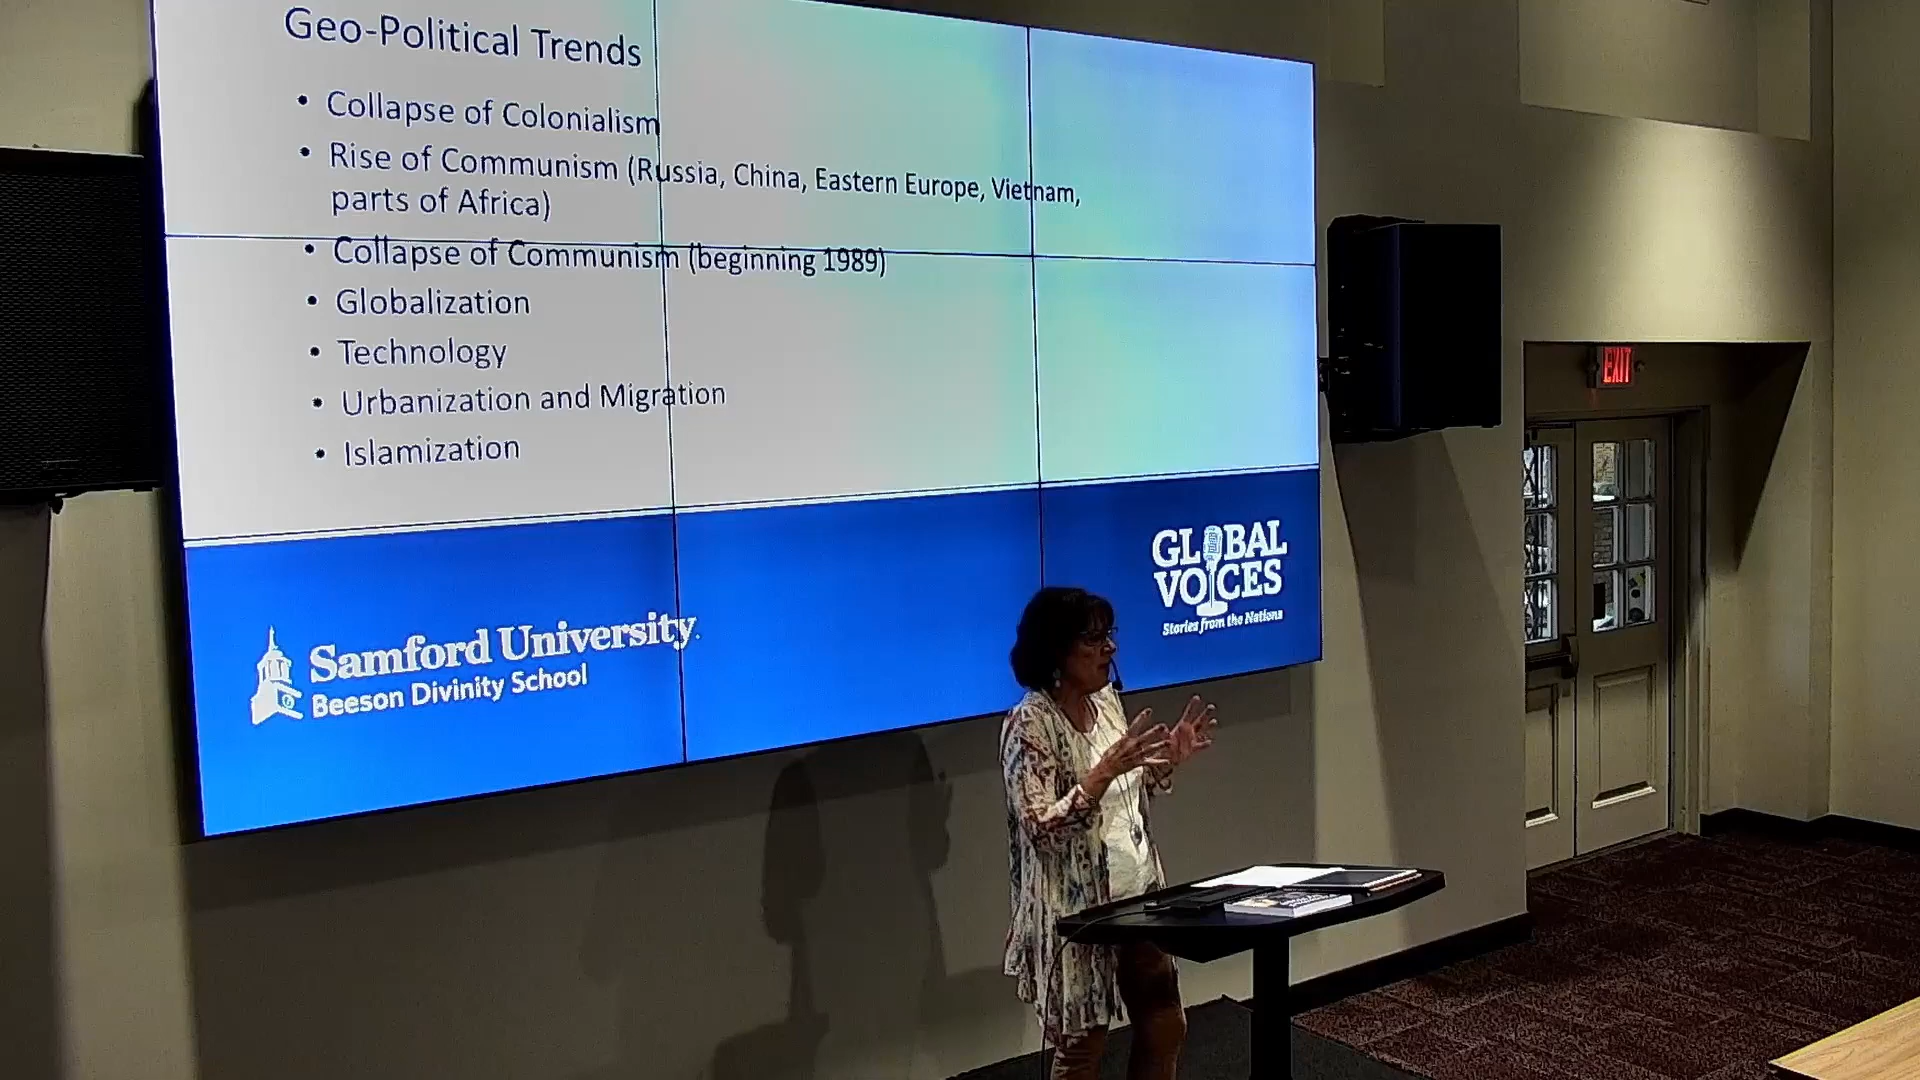 Geo-Political Trends
• Collapse of Colonialism
• Rise of Communism (Russia, China, Eastern Europe, Vietnam,
parts of Africa)
• Collapse of Communism (beginning 1989)
• Globalization
• Technology
• Urbanization and Migration
• Islamization
Samford University
Beeson Divinity School
GLOBAL
VOICES
Stories from the Nations
EXIT